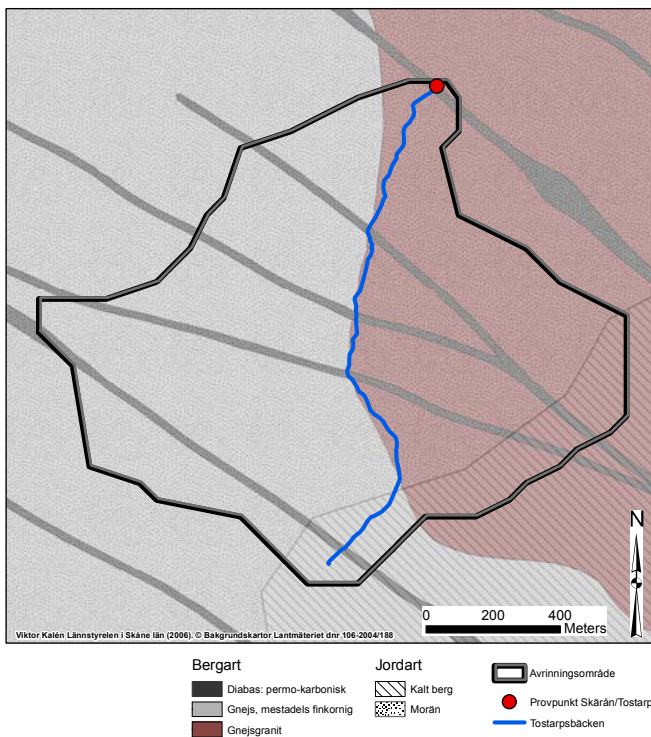 N
0 200 400
Meters
Viktor Kalén Lännstyrelen i Skåne län (2006). © Bakgrundskartor Lantmäteriet dnr 106-2004/188
Bergart
Diabas: permo-karbonisk
Gnejs, mestadels finkornig
Gnejsgranit
Jordart
Kalt berg
Morän
Avrinningsområde
Provpunkt Skärån/Tostarp
Tostarpsbäcken